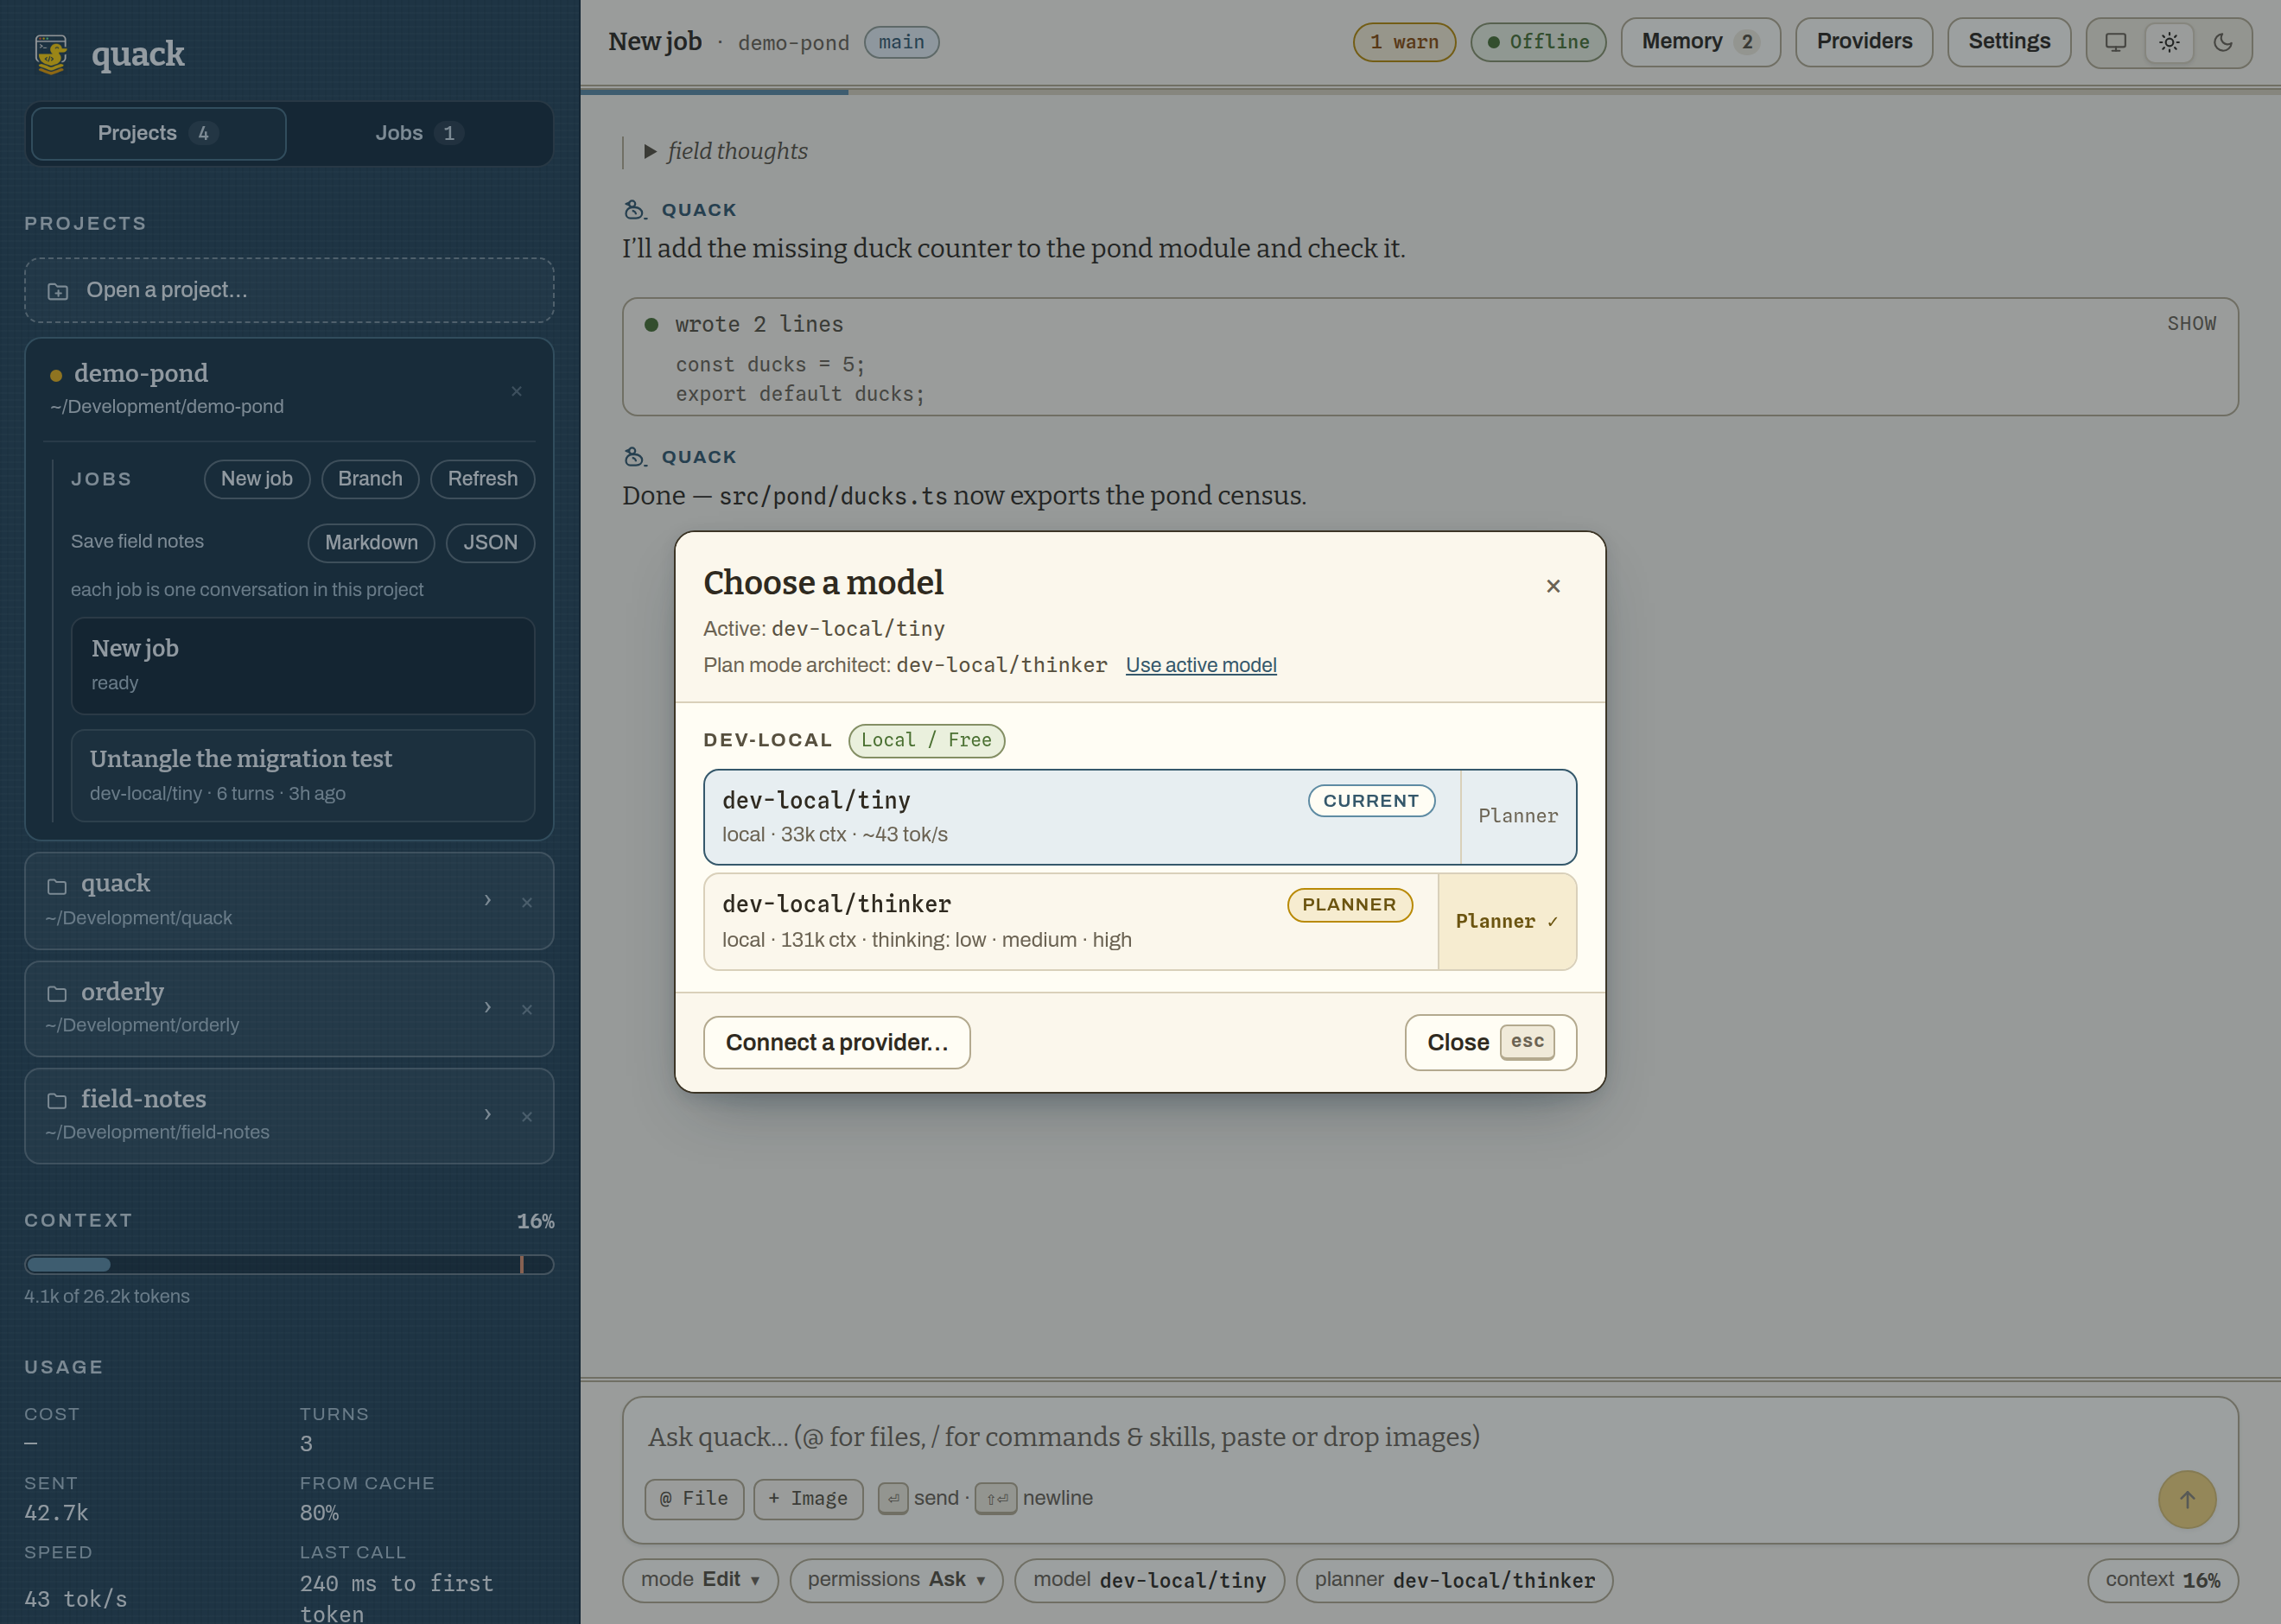 quack
Projects 4
Jobs 1
PROJECTS
Open a project…
demo-pond ×
~/Development/demo-pond
JOBS New job Branch Refresh
Save field notes Markdown JSON
each job is one conversation in this project
New job
ready
Untangle the migration test
dev-local/tiny · 6 turns · 3h ago
quack › ×
~/Development/quack
orderly › ×
~/Development/orderly
field-notes › ×
~/Development/field-notes
CONTEXT 16%
4.1k of 26.2k tokens
USAGE
COST TURNS
— 3
SENT FROM CACHE
42.7k 80%
SPEED LAST CALL
43 tok/s 240 ms to first
token
New job · demo-pond main
1 warn Offline Memory 2 Providers Settings
▶ field thoughts
QUACK
I’ll add the missing duck counter to the pond module and check it.
wrote 2 lines SHOW
const ducks = 5;
export default ducks;
QUACK
Done — src/pond/ducks.ts now exports the pond census.
Choose a model ×
Active: dev-local/tiny
Plan mode architect: dev-local/thinker Use active model
DEV-LOCAL Local / Free
dev-local/tiny CURRENT Planner
local · 33k ctx · ~43 tok/s
dev-local/thinker PLANNER Planner ✓
local · 131k ctx · thinking: low · medium · high
Connect a provider… Close esc
Ask quack… (@ for files, / for commands & skills, paste or drop images)
@ File + Image ⏎ send · ⇧⏎ newline
mode Edit ▾ permissions Ask ▾ model dev-local/tiny planner dev-local/thinker context 16%